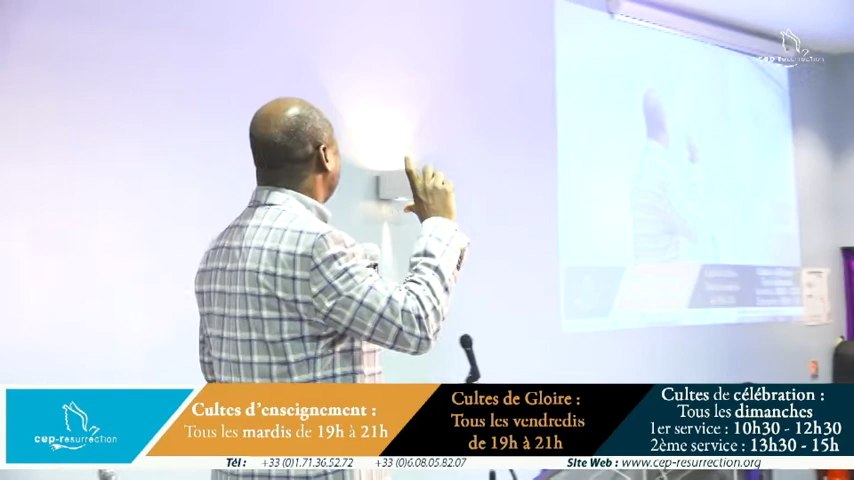 cep-resurrection
cep-resurrection
Cultes d'enseignement :
Tous les mardis de 19h à 21h
Cultes de Gloire :
Tous les vendredis
de 19h à 21h
Cultes de célébration :
Tous les dimanches
1er service : 10h30 - 12h30
2ème service : 13h30 - 15h
Tél : +33 (0)1.71.36.52.72 +33 (0)6.08.05.82.07 Site Web : www.cep-resurrection.org